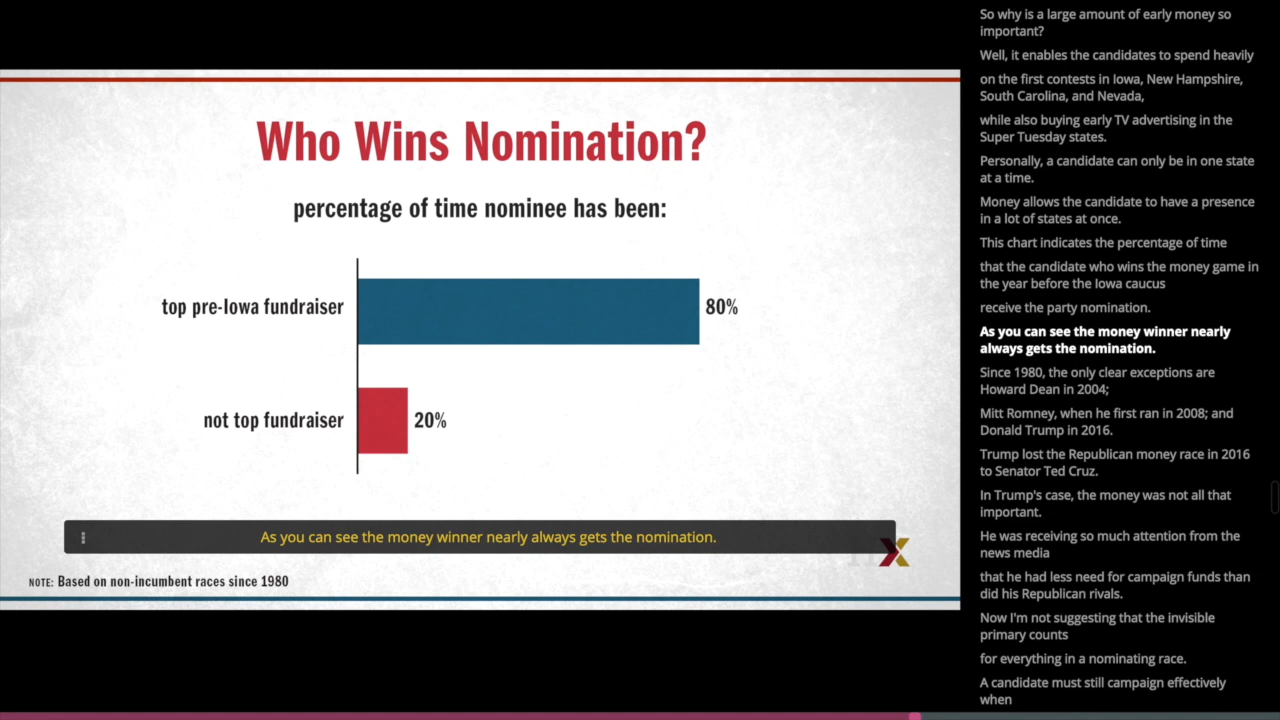 Who Wins Nomination?
percentage of time nominee has been:
top pre-Iowa fundraiser
80%
not top fundraiser
20%
As you can see the money winner nearly always gets the nomination.
NOTE: Based on non-incumbent races since 1980
So why is a large amount of early money so
important?
Well, it enables the candidates to spend heavily
on the first contests in Iowa, New Hampshire,
South Carolina, and Nevada,
while also buying early TV advertising in the
Super Tuesday states.
Personally, a candidate can only be in one state
at a time.
Money allows the candidate to have a presence
in a lot of states at once.
This chart indicates the percentage of time
that the candidate who wins the money game in
the year before the Iowa caucus
receive the party nomination.
As you can see the money winner nearly
always gets the nomination.
Since 1980, the only clear exceptions are
Howard Dean in 2004;
Mitt Romney, when he first ran in 2008; and
Donald Trump in 2016.
Trump lost the Republican money race in 2016
to Senator Ted Cruz.
In Trump's case, the money was not all that
important.
He was receiving so much attention from the
news media
that he had less need for campaign funds than
did his Republican rivals.
Now I'm not suggesting that the invisible
primary counts
for everything in a nominating race.
A candidate must still campaign effectively
when